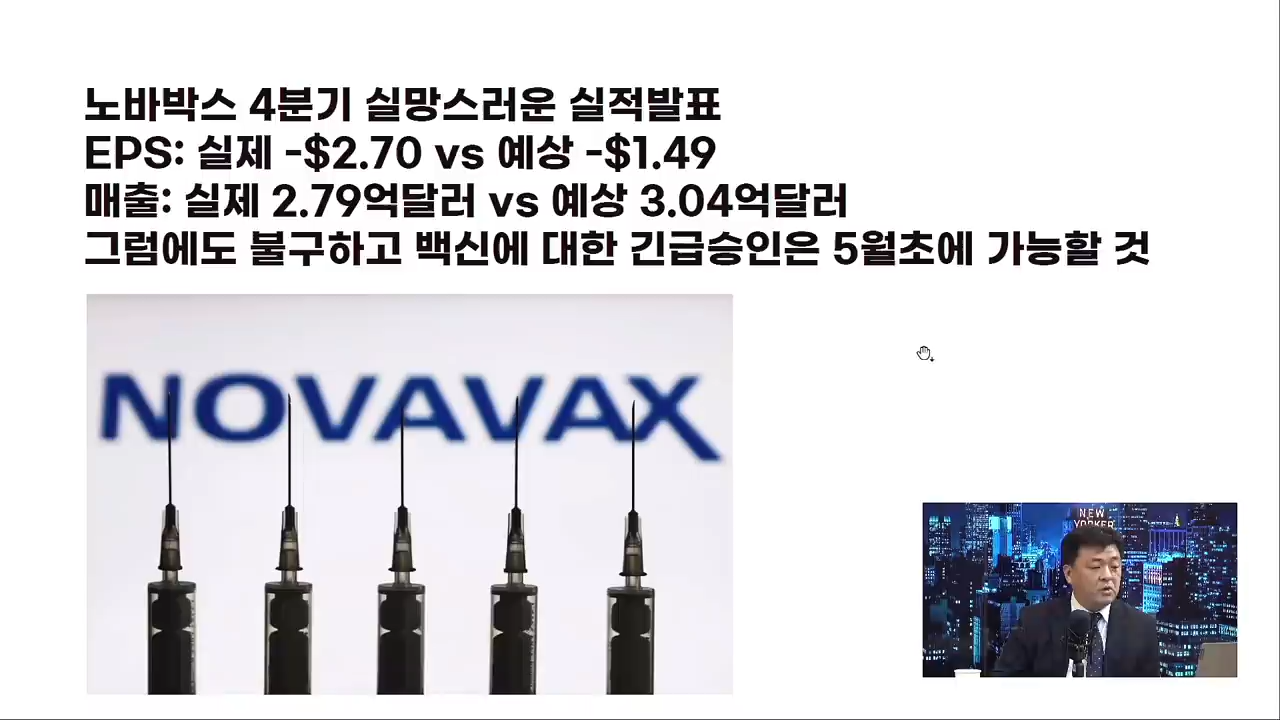 노바박스 4분기 실망스러운 실적발표
EPS: 실제 -$2.70 vs 예상 -$1.49
매출: 실제 2.79억달러 vs 예상 3.04억달러
그럼에도 불구하고 백신에 대한 긴급승인은 5월초에 가능할 것
NOVAVAX
NEW
YORKER